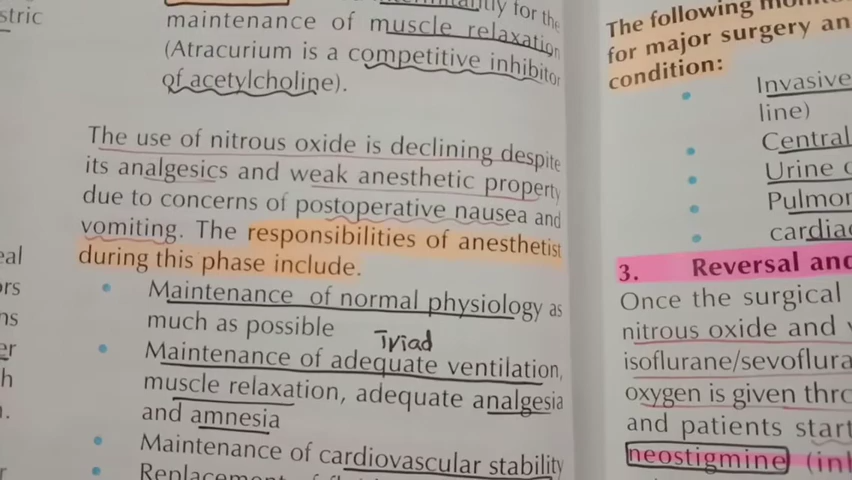 stric
eal
ors
ns
er
h
for the
maintenance of muscle relaxation
(Atracurium is a competitive inhibitor
of acetylcholine).
The use of nitrous oxide is declining despite
its analgesics and weak anesthetic property
due to concerns of postoperative nausea and
vomiting. The responsibilities of anesthetist
during this phase include.
• Maintenance of normal physiology as
much as possible
Triad
• Maintenance of adequate ventilation,
muscle relaxation, adequate analgesia
and amnesia
• Maintenance of cardiovascular stability
• Replacement of
The following
for major surgery an
condition:
• Invasive
line)
• Central
• Urine
• Pulmon
• cardiac
3. Reversal and
Once the surgical
nitrous oxide and
isoflurane/sevoflura
oxygen is given thro
and patients start
neostigmine (in